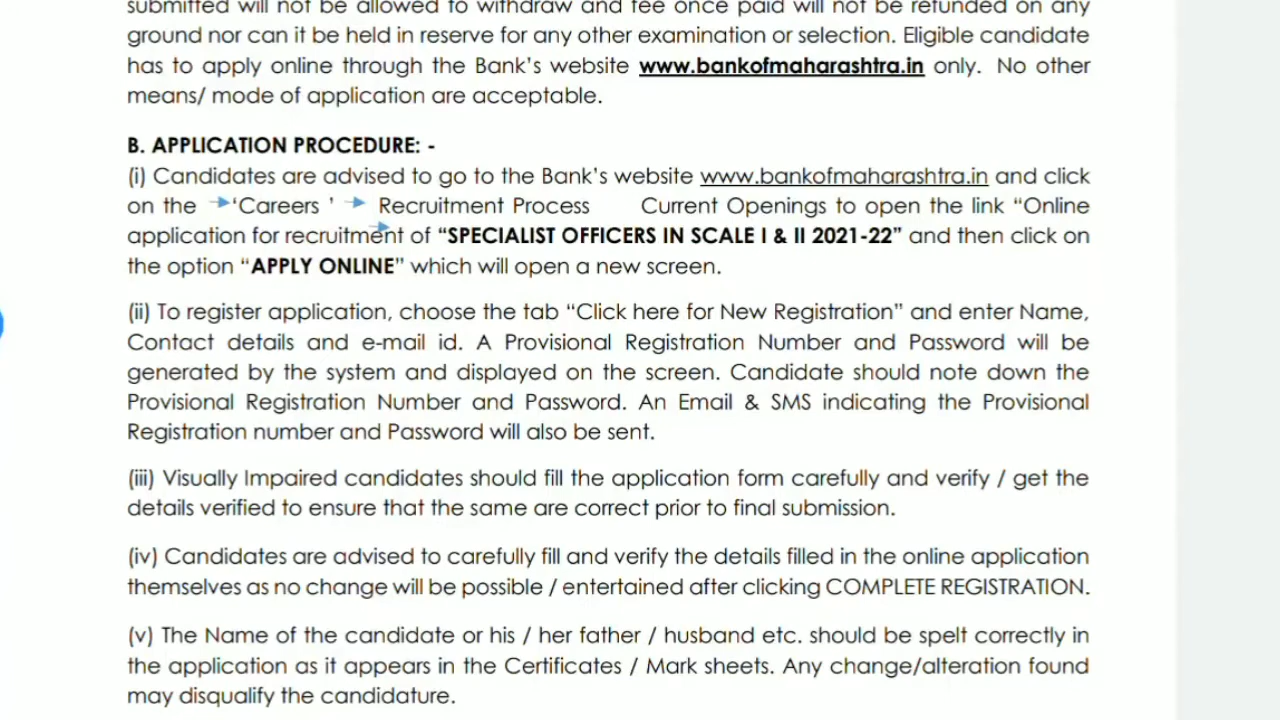 submitted will not be allowed to withdraw and fee once paid will not be refunded on any
ground nor can it be held in reserve for any other examination or selection. Eligible candidate
has to apply online through the Bank's website www.bankofmaharashtra.in only. No other
means/ mode of application are acceptable.
B. APPLICATION PROCEDURE: -
(i) Candidates are advised to go to the Bank's website www.bankofmaharashtra.in and click
on the 'Careers ' Recruitment Process Current Openings to open the link "Online
application for recruitment of "SPECIALIST OFFICERS IN SCALE I & II 2021-22" and then click on
the option "APPLY ONLINE" which will open a new screen.
(ii) To register application, choose the tab "Click here for New Registration" and enter Name,
Contact details and e-mail id. A Provisional Registration Number and Password will be
generated by the system and displayed on the screen. Candidate should note down the
Provisional Registration Number and Password. An Email & SMS indicating the Provisional
Registration number and Password will also be sent.
(iii) Visually Impaired candidates should fill the application form carefully and verify / get the
details verified to ensure that the same are correct prior to final submission.
(iv) Candidates are advised to carefully fill and verify the details filled in the online application
themselves as no change will be possible / entertained after clicking COMPLETE REGISTRATION.
(v) The Name of the candidate or his / her father / husband etc. should be spelt correctly in
the application as it appears in the Certificates / Mark sheets. Any change/alteration found
may disqualify the candidature.